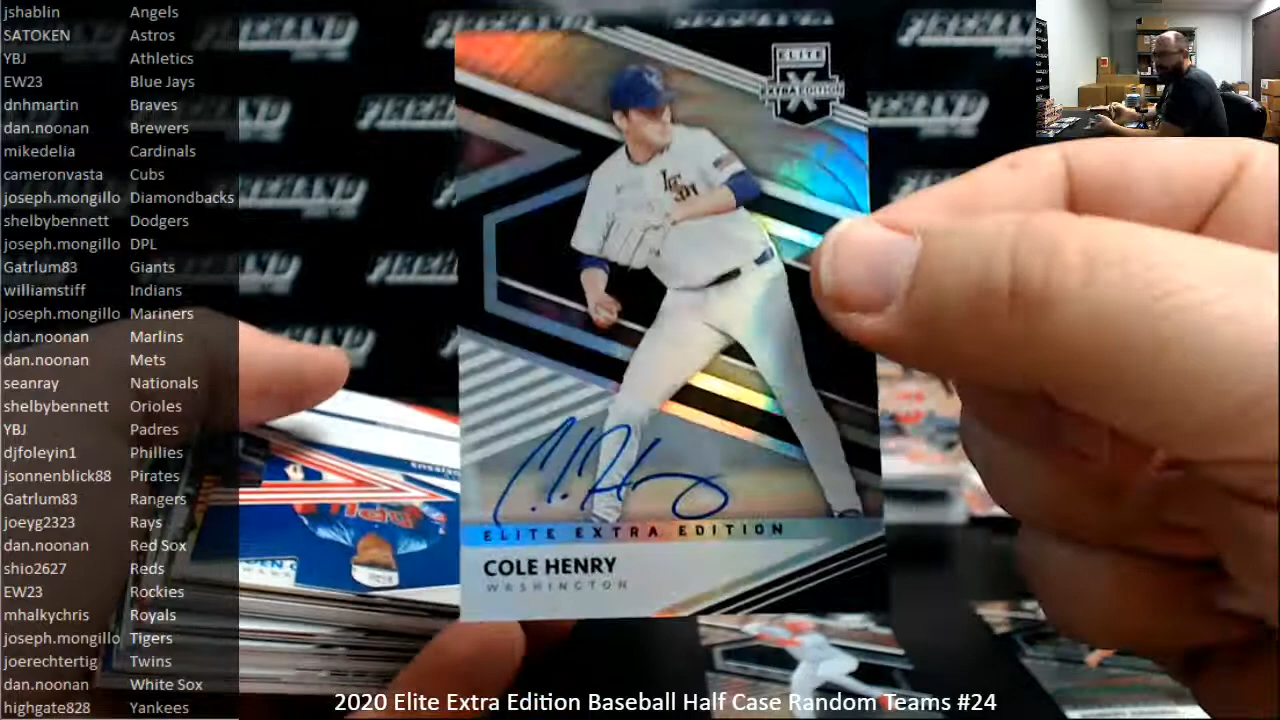 jshablin Angels
SATOKEN Astros
YBJ Athletics
EW23 Blue Jays
dnhmartin Braves
dan.noonan Brewers
mikedelia Cardinals
cameronvasta Cubs
joseph.mongillo Diamondbacks
shelbybennett Dodgers
joseph.mongillo DPL
Gatrlum83 Giants
williamstiff Indians
joseph.mongillo Mariners
dan.noonan Marlins
dan.noonan Mets
seanray Nationals
shelbybennett Orioles
YBJ Padres
djfoleyin1 Phillies
jsonnenblick88 Pirates
Gatrlum83 Rangers
joeyg2323 Rays
dan.noonan Red Sox
shio2627 Reds
EW23 Rockies
mhalkychris Royals
joseph.mongillo Tigers
joerechtertig Twins
dan.noonan White Sox
highgate828 Yankees
FIREHAND
ELITE
EXTRA EDITION
X
LSU
C. Henry
ELITE EXTRA EDITION
COLE HENRY
WASHINGTON
2020 Elite Extra Edition Baseball Half Case Random Teams #24